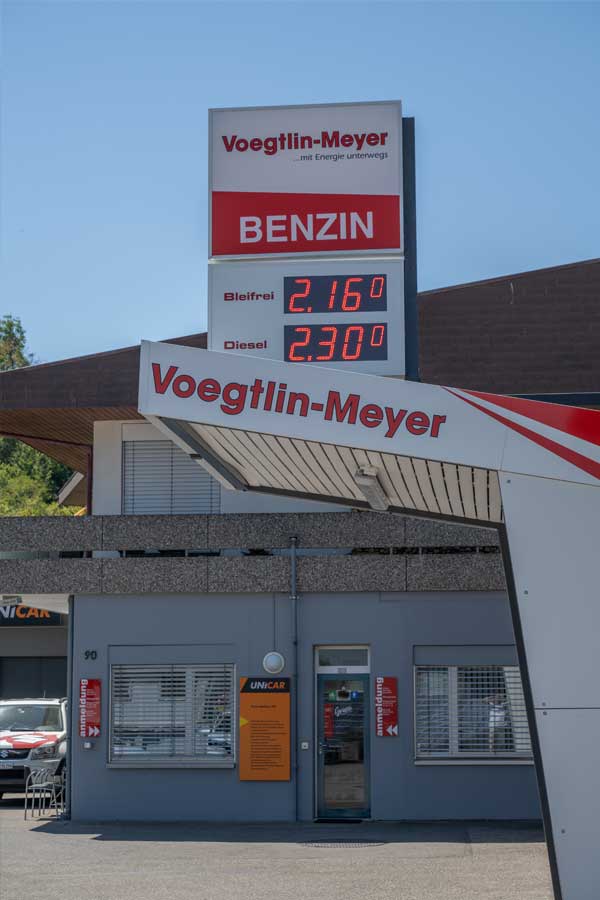 Voegtlin-Meyer
...mit Energie unterwegs
BENZIN
Bleifrei 2.160
Diesel 2.300
Voegtlin-Meyer
UNiCAR
90
anmeldung
UNiCAR
anmeldung